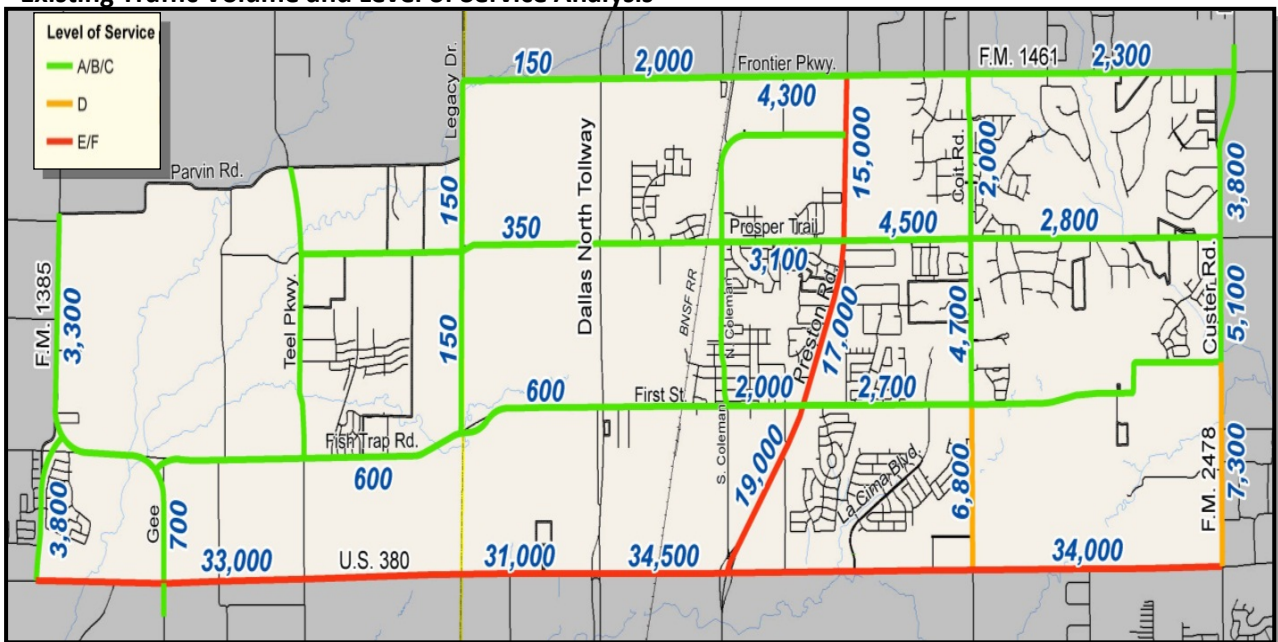 Existing Traffic Volume and Level of Service Analysis
Level of Service
A/B/C
D
E/F
Legacy Dr.
150
2,000
Frontier Pkwy.
F.M. 1461
2,300
4,300
15,000
Coit Rd.
2,000
3,800
Parvin Rd.
150
Dallas North Tollway
350
Prosper Trail
4,500
2,800
3,100
F.M. 1385
3,300
Teel Pkwy.
150
BNSF RR
N. Coleman
Preston Rd.
17,000
4,700
Custer Rd.
5,100
600
First St.
2,000
2,700
Fish Trap Rd.
600
S. Coleman
19,000
La Cima Blvd.
6,800
F.M. 2478
7,300
3,800
Gee
700
33,000
U.S. 380
31,000
34,500
34,000